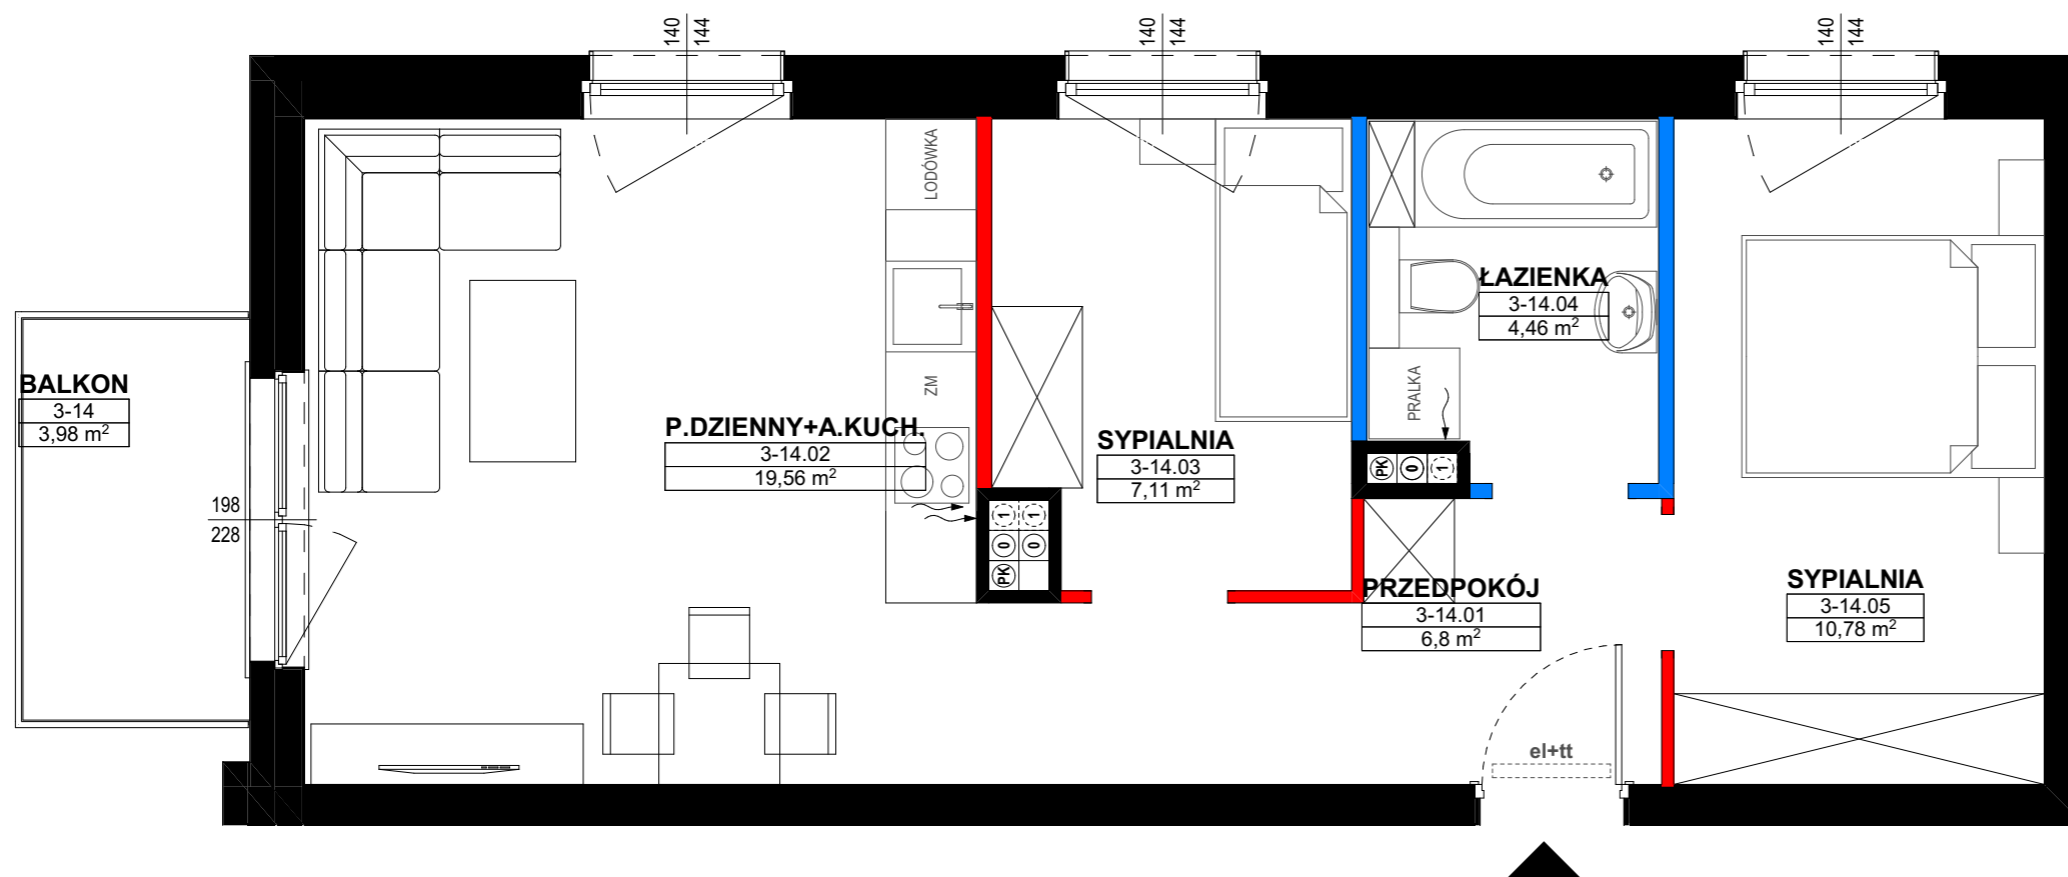 140
144
140
144
140
144
LODÓWKA
ZM
BALKON
3-14
3,98 m²
198
228
P.DZIENNY+A.KUCH.
3-14.02
19,56 m²
SYPIALNIA
3-14.03
7,11 m²
ŁAZIENKA
3-14.04
4,46 m²
PRALKA
PK
0
1
1
1
0
0
PK
PRZEDPOKÓJ
3-14.01
6,8 m²
SYPIALNIA
3-14.05
10,78 m²
el+tt